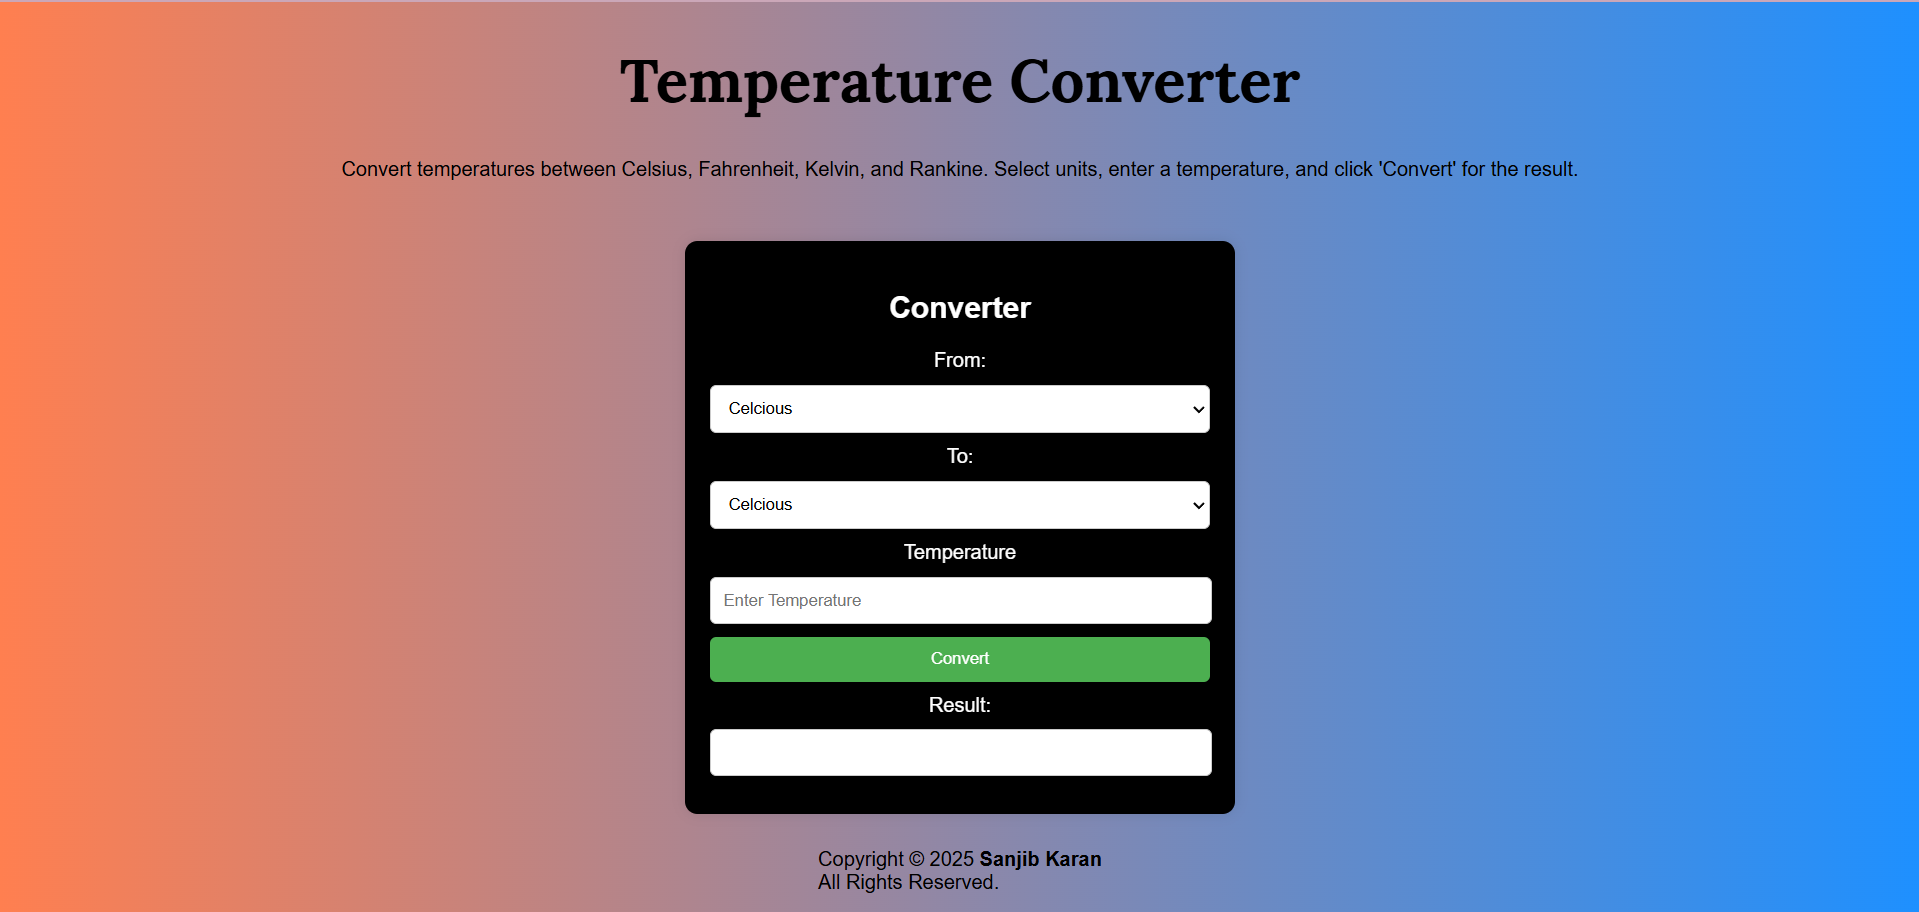 Temperature Converter
Convert temperatures between Celsius, Fahrenheit, Kelvin, and Rankine. Select units, enter a temperature, and click 'Convert' for the result.
Converter
From:
Celcious
To:
Celcious
Temperature
Enter Temperature
Convert
Result:
Copyright © 2025 Sanjib Karan
All Rights Reserved.